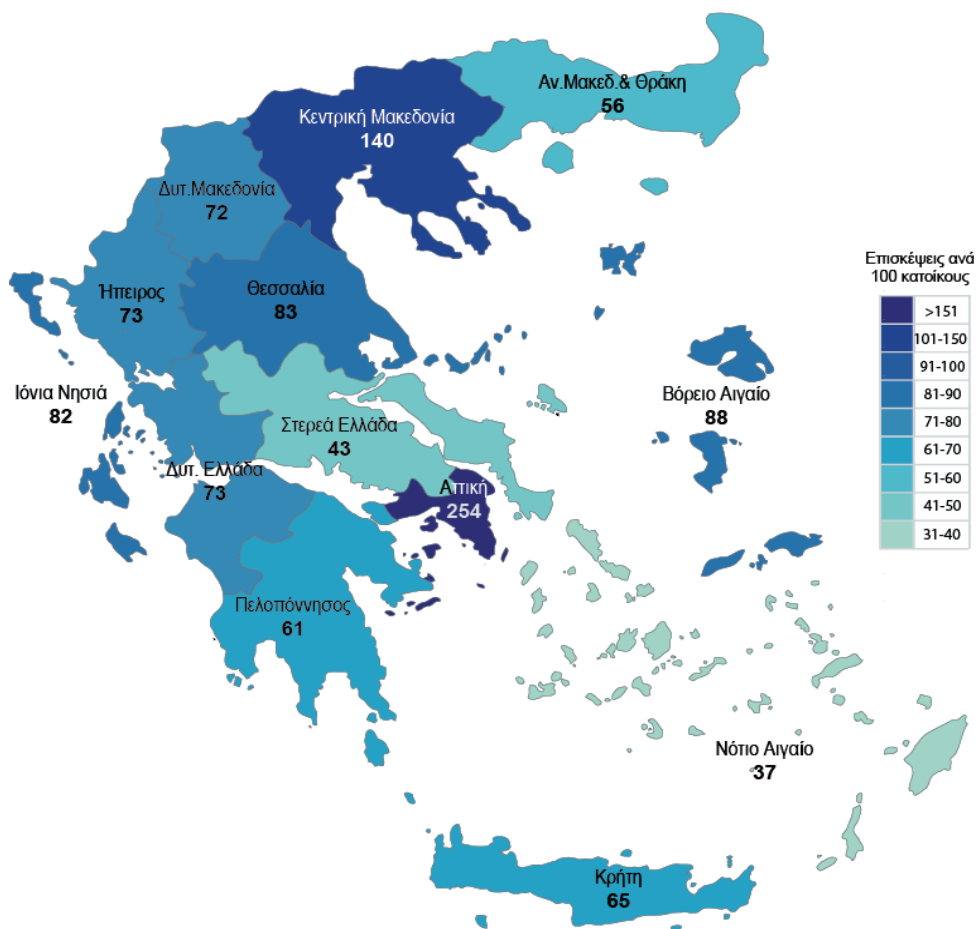 Αν.Μακεδ.& Θράκη
56
Κεντρική Μακεδονία
140
Δυτ.Μακεδονία
72
Ήπειρος
73
Θεσσαλία
83
Ιόνια Νησιά
82
Στερεά Ελλάδα
43
Δυτ. Ελλάδα
73
Αττική
254
Πελοπόννησος
61
Βόρειο Αιγαίο
88
Νότιο Αιγαίο
37
Κρήτη
65
Επισκέψεις ανά
100 κατοίκους
>151
101-150
91-100
81-90
71-80
61-70
51-60
41-50
31-40